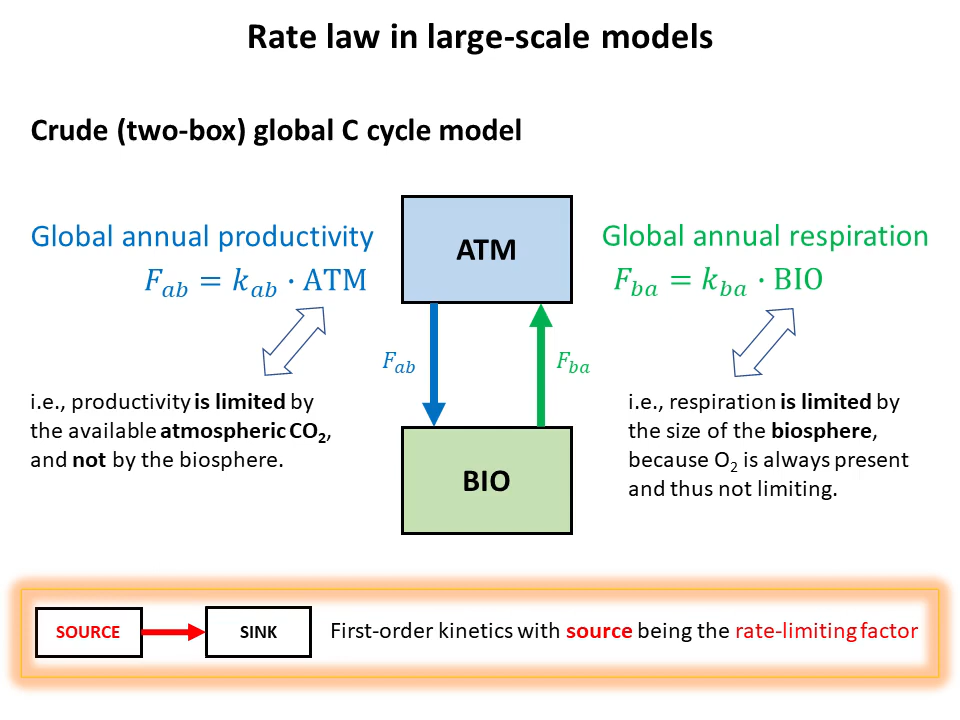 Rate law in large-scale models
Crude (two-box) global C cycle model
Global annual productivity
F_ab = k_ab · ATM
ATM
Global annual respiration
F_ba = k_ba · BIO
F_ab
F_ba
i.e., productivity is limited by
the available atmospheric CO₂,
and not by the biosphere.
i.e., respiration is limited by
the size of the biosphere,
because O₂ is always present
and thus not limiting.
BIO
SOURCE
SINK
First-order kinetics with source being the rate-limiting factor